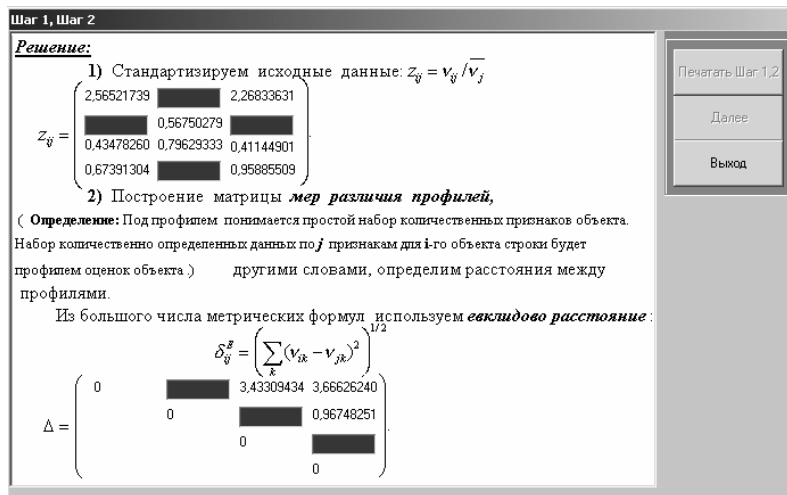 Шаг 1, Шаг 2
Решение:
1) Стандартизируем исходные данные: z_ij = ν_ij / ν̅_j
2,56521739 2,26833631
z_ij =
0,56750279
0,43478260 0,79629333 0,41144901
0,67391304 0,95885509
2) Построение матрицы мер различия профилей,
( Определение: Под профилем понимается простой набор количественных признаков объекта.
Набор количественно определенных данных по j признакам для i-го объекта строки будет
профилем оценок объекта .) другими словами, определим расстояния между
профилями.
Из большого числа метрических формул используем евклидово расстояние :
δ_ij^E = (∑_k (ν_ik − ν_jk)^2)^1/2
0 3,43309434 3,66626240
0 0,96748251
Δ =
0
0
Печатать Шаг 1,2
Далее
Выход